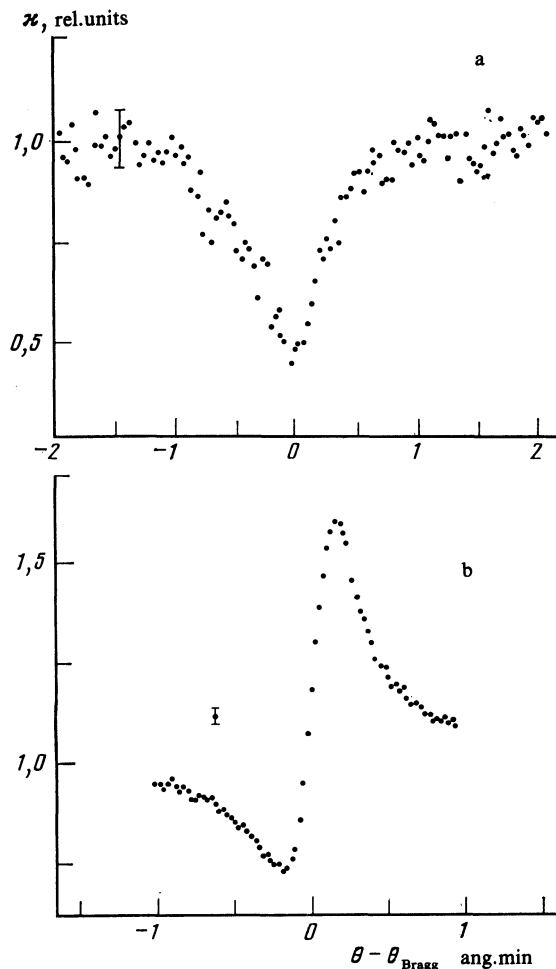 ϰ, rel.units
a
1,0
0,5
-2 -1 0 1 2
1,5
b
1,0
-1 0 1
θ – θBragg ang.min